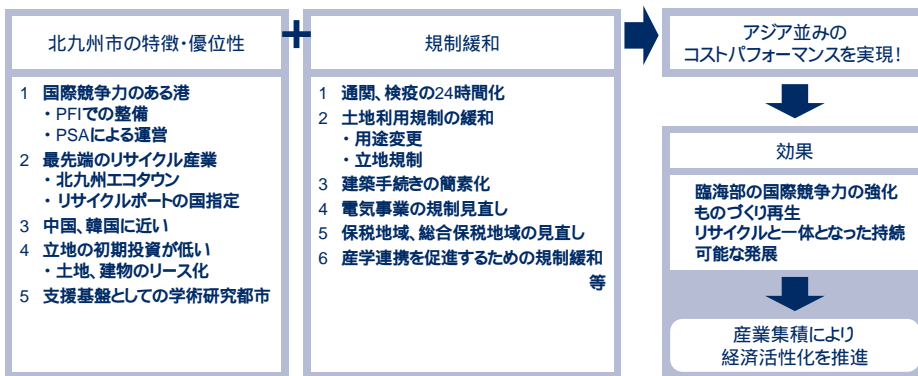 北九州市の特徴・優位性
1 国際競争力のある港
・PFIでの整備
・PSAによる運営
2 最先端のリサイクル産業
・北九州エコタウン
・リサイクルポートの国指定
3 中国、韓国に近い
4 立地の初期投資が低い
・土地、建物のリース化
5 支援基盤としての学術研究都市
+
規制緩和
1 通関、検疫の24時間化
2 土地利用規制の緩和
・用途変更
・立地規制
3 建築手続きの簡素化
4 電気事業の規制見直し
5 保税地域、総合保税地域の見直し
6 産学連携を促進するための規制緩和
等
アジア並みの
コストパフォーマンスを実現!
効果
臨海部の国際競争力の強化
ものづくり再生
リサイクルと一体となった持続
可能な発展
産業集積により
経済活性化を推進